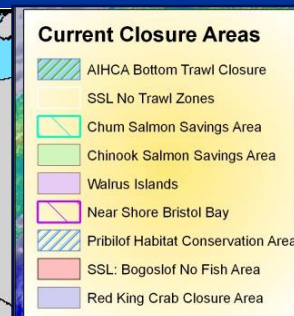 Current Closure Areas
AIHCA Bottom Trawl Closure
SSL No Trawl Zones
Chum Salmon Savings Area
Chinook Salmon Savings Area
Walrus Islands
Near Shore Bristol Bay
Pribilof Habitat Conservation Area
SSL: Bogoslof No Fish Area
Red King Crab Closure Area